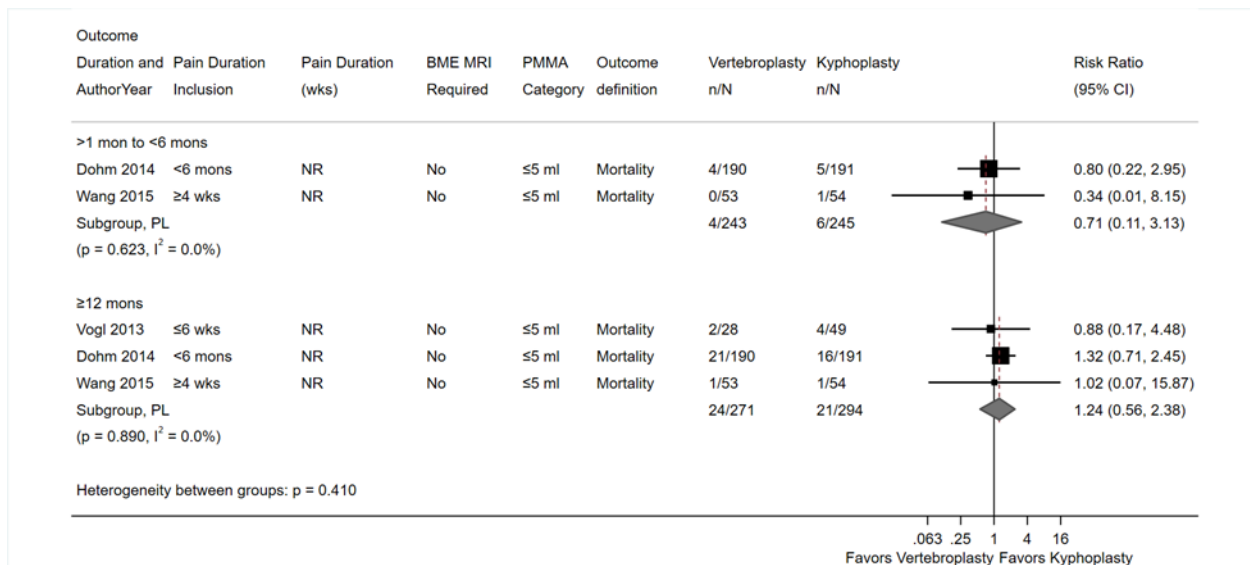 Outcome
Duration and Pain Duration Pain Duration BME MRI PMMA Outcome Vertebroplasty Kyphoplasty Risk Ratio
AuthorYear Inclusion (wks) Required Category definition n/N n/N (95% CI)
>1 mon to <6 mons
Dohm 2014 <6 mons NR No ≤5 ml Mortality 4/190 5/191 0.80 (0.22, 2.95)
Wang 2015 ≥4 wks NR No ≤5 ml Mortality 0/53 1/54 0.34 (0.01, 8.15)
Subgroup, PL 4/243 6/245 0.71 (0.11, 3.13)
(p = 0.623, I² = 0.0%)
≥12 mons
Vogl 2013 ≤6 wks NR No ≤5 ml Mortality 2/28 4/49 0.88 (0.17, 4.48)
Dohm 2014 <6 mons NR No ≤5 ml Mortality 21/190 16/191 1.32 (0.71, 2.45)
Wang 2015 ≥4 wks NR No ≤5 ml Mortality 1/53 1/54 1.02 (0.07, 15.87)
Subgroup, PL 24/271 21/294 1.24 (0.56, 2.38)
(p = 0.890, I² = 0.0%)
Heterogeneity between groups: p = 0.410
.063 .25 1 4 16
Favors Vertebroplasty Favors Kyphoplasty